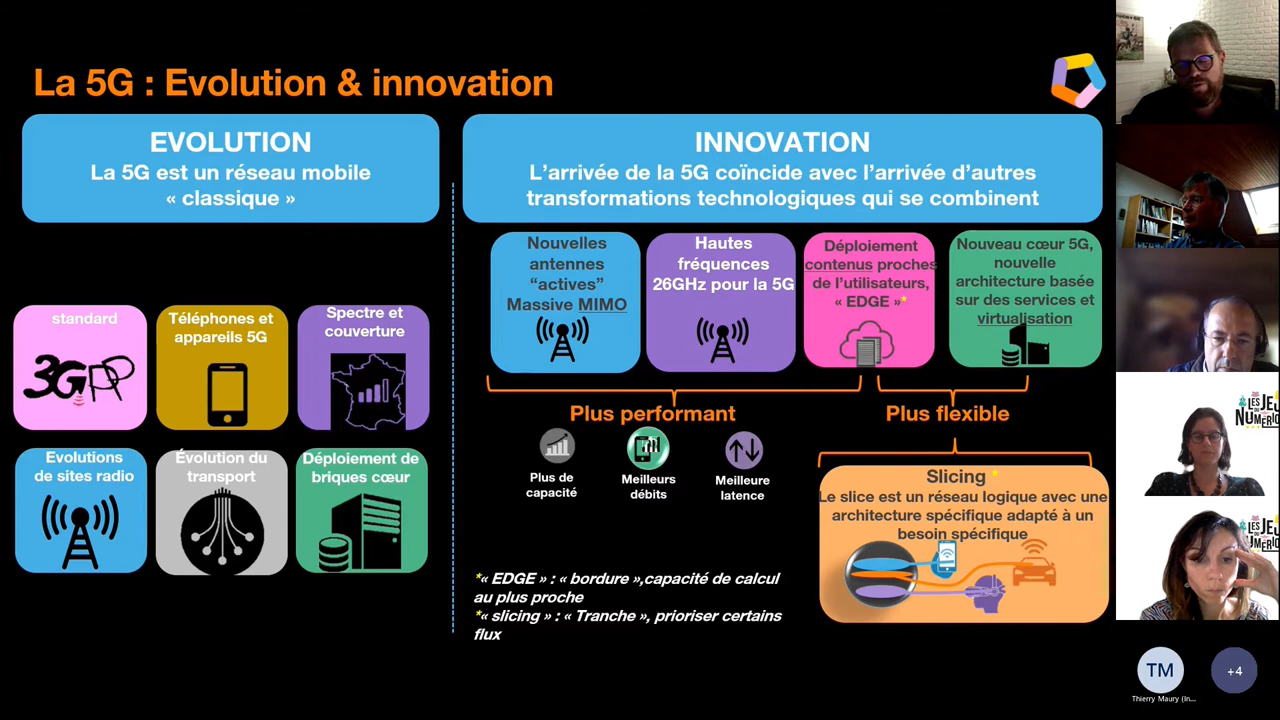 La 5G : Evolution & innovation
EVOLUTION
La 5G est un réseau mobile
« classique »
INNOVATION
L’arrivée de la 5G coïncide avec l’arrivée d’autres
transformations technologiques qui se combinent
standard
3GPP
Téléphones et
appareils 5G
Spectre et
couverture
Evolutions
de sites radio
Évolution du
transport
Déploiement de
briques cœur
Nouvelles
antennes
“actives”
Massive MIMO
Hautes
fréquences
26GHz pour la 5G
Déploiement
contenus proches
de l’utilisateurs,
« EDGE »*
Nouveau cœur 5G,
nouvelle
architecture basée
sur des services et
virtualisation
Plus performant
Plus de
capacité
Meilleurs
débits
Meilleure
latence
Plus flexible
Slicing *
Le slice est un réseau logique avec une
architecture spécifique adapté à un
besoin spécifique
*« EDGE » : « bordure »,capacité de calcul
au plus proche
*« slicing » : « Tranche », prioriser certains
flux
TM
+4
Thierry Maury (In...